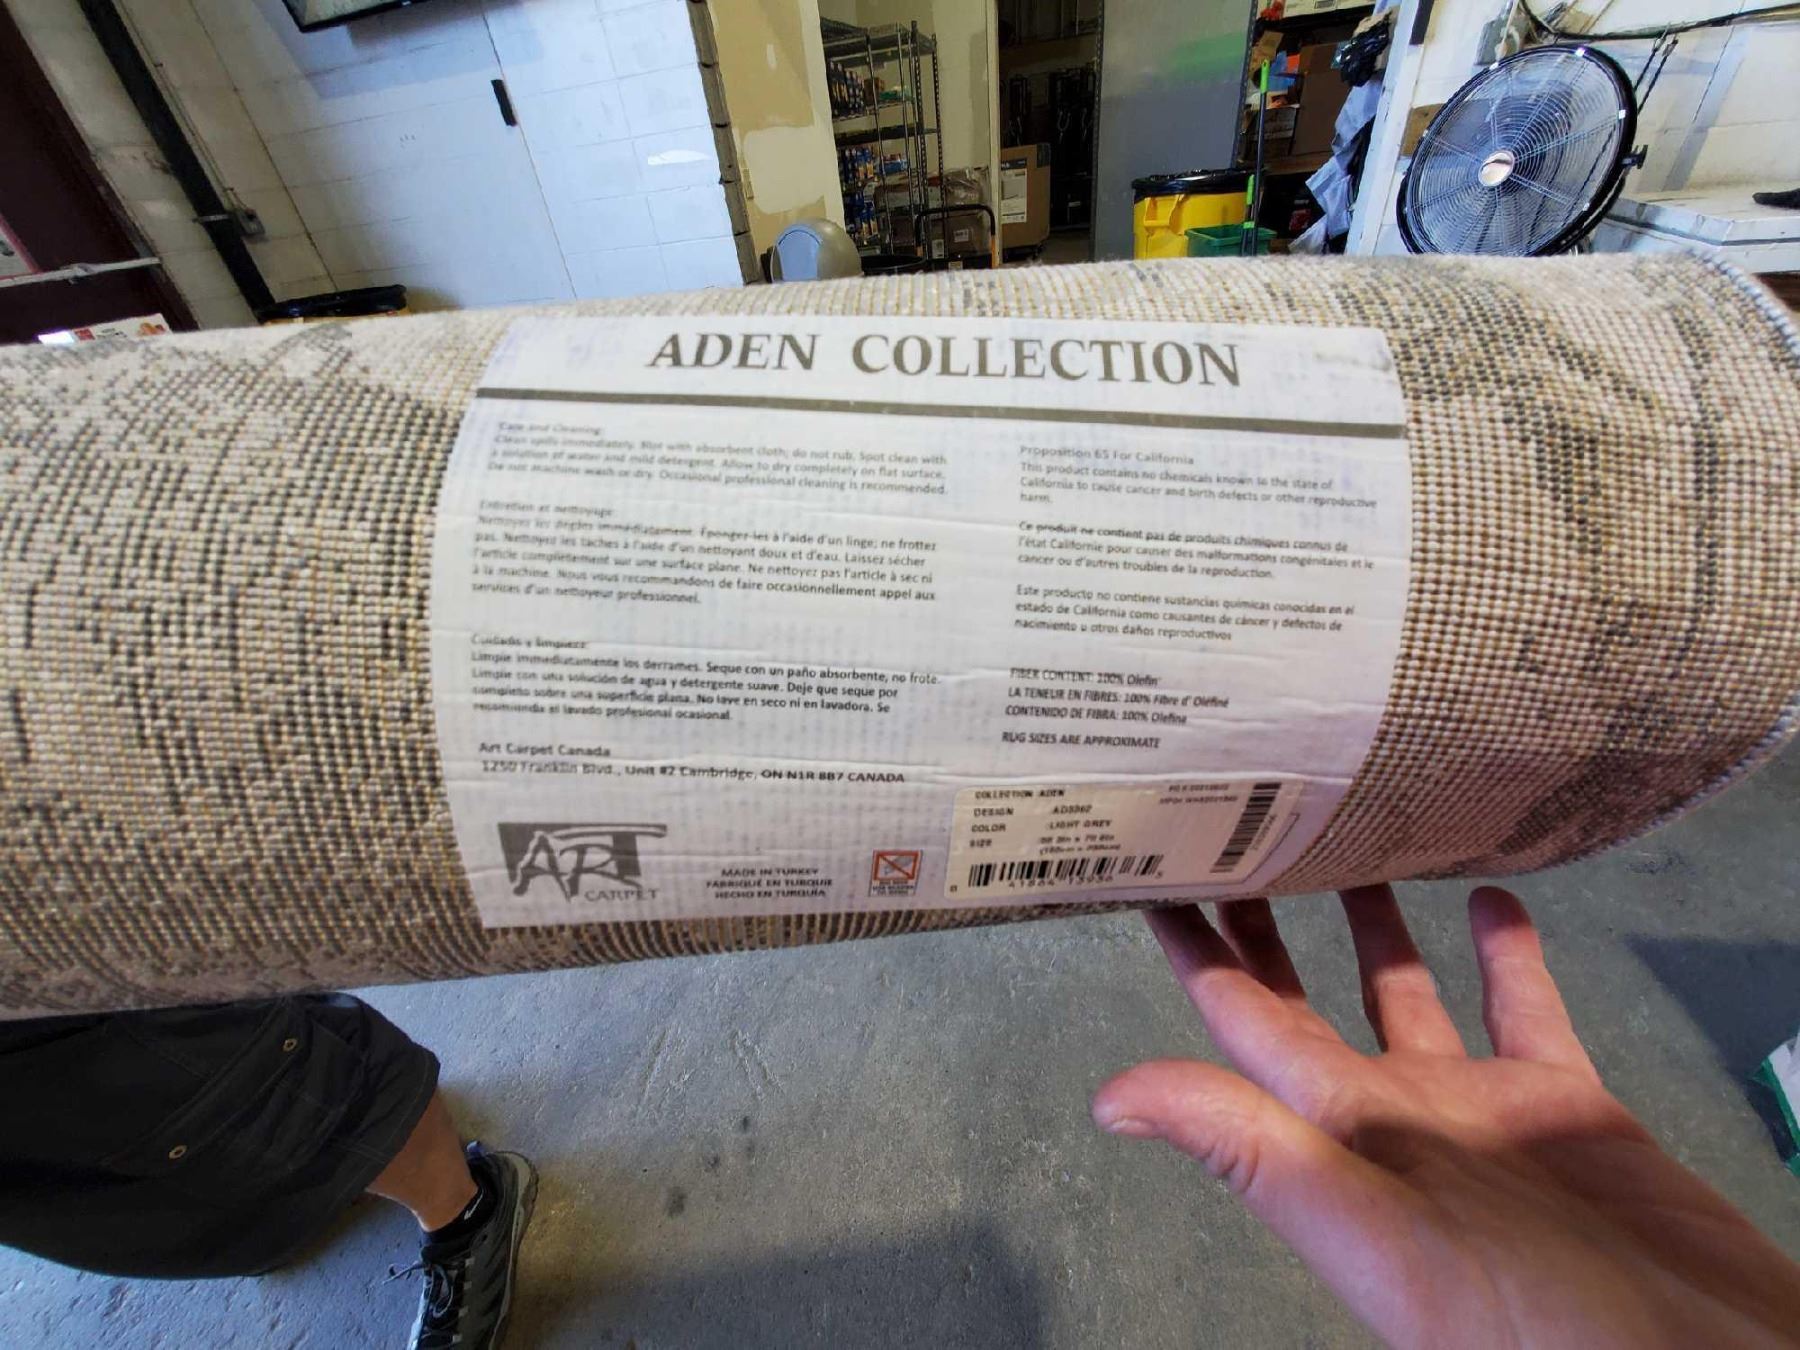 ADEN COLLECTION
Care and Cleaning:
Clean spills immediately. Blot with absorbent cloth; do not rub. Spot clean with
a solution of water and mild detergent. Allow to dry completely on flat surface.
Do not machine wash or dry. Occasional professional cleaning is recommended.
Entretien et nettoyage:
Nettoyez les dégâts immédiatement. Épongez-les à l'aide d'un linge; ne frottez
pas. Nettoyez les taches à l'aide d'un nettoyant doux et d'eau. Laissez sécher
l'article complètement sur une surface plane. Ne nettoyez pas l'article à sec ni
à la machine. Nous vous recommandons de faire occasionnellement appel aux
services d'un nettoyeur professionnel.
Cuidado y limpieza:
Limpie immediatamente los derrames. Seque con un paño absorbente, no frote.
Limpie con una solución de agua y detergente suave. Deje que seque por
completo sobre una superficie plana. No lave en seco ni en lavadora. Se
recomienda el lavado profesional ocasional.
Art Carpet Canada
1250 Franklin Blvd., Unit #2 Cambridge, ON N1R 8B7 CANADA
ART
CARPET
MADE IN TURKEY
FABRIQUÉ EN TURQUIE
HECHO EN TURQUÍA
Proposition 65 For California
This product contains no chemicals known to the state of
California to cause cancer and birth defects or other reproductive
harm.
Ce produit ne contient pas de produits chimiques connus de
l'état Californie pour causer des malformations congénitales et le
cancer ou d'autres troubles de la reproduction.
Este producto no contiene sustancias químicas conocidas en el
estado de California como causantes de cáncer y defectos de
nacimiento u otros daños reproductivos
FIBER CONTENT: 100% Olefin
LA TENEUR EN FIBRES: 100% Fibre d' Oléfine
CONTENIDO DE FIBRA: 100% Olefina
RUG SIZES ARE APPROXIMATE
COLLECTION ADEN
DESIGN
COLOR LIGHT GREY
SIZE
0 41864 13936 5